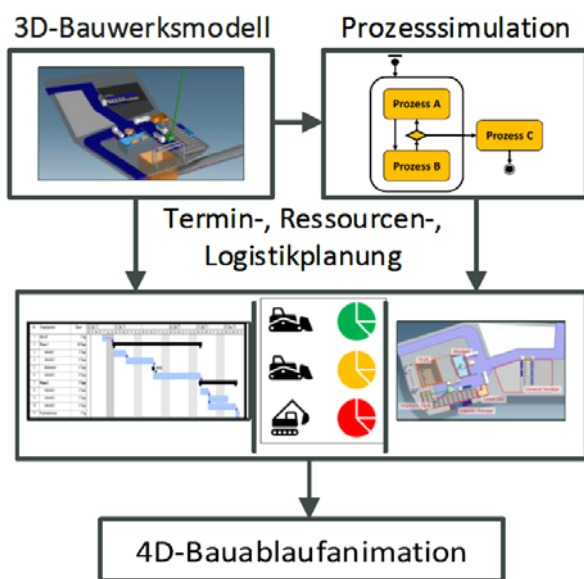 3D-Bauwerksmodell
Prozesssimulation
Prozess A
Prozess C
Prozess B
Termin-, Ressourcen-,
Logistikplanung
4D-Bauablaufanimation